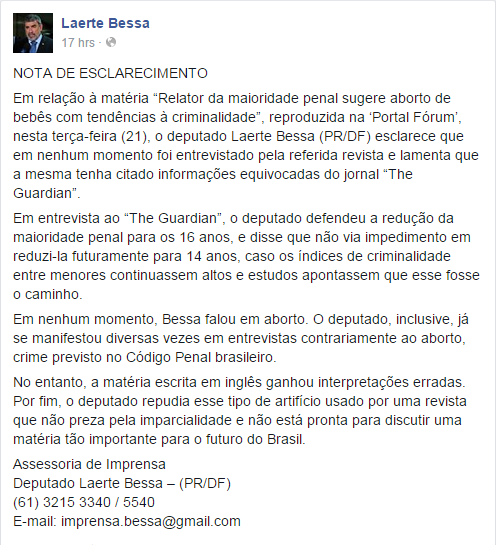 Laerte Bessa
17 hrs ·
NOTA DE ESCLARECIMENTO
Em relação à matéria “Relator da maioridade penal sugere aborto de
bebês com tendências à criminalidade”, reproduzida na ‘Portal Fórum’,
nesta terça-feira (21), o deputado Laerte Bessa (PR/DF) esclarece que
em nenhum momento foi entrevistado pela referida revista e lamenta que
a mesma tenha citado informações equivocadas do jornal “The
Guardian”.
Em entrevista ao “The Guardian”, o deputado defendeu a redução da
maioridade penal para os 16 anos, e disse que não via impedimento em
reduzi-la futuramente para 14 anos, caso os índices de criminalidade
entre menores continuassem altos e estudos apontassem que esse fosse
o caminho.
Em nenhum momento, Bessa falou em aborto. O deputado, inclusive, já
se manifestou diversas vezes em entrevistas contrariamente ao aborto,
crime previsto no Código Penal brasileiro.
No entanto, a matéria escrita em inglês ganhou interpretações erradas.
Por fim, o deputado repudia esse tipo de artifício usado por uma revista
que não preza pela imparcialidade e não está pronta para discutir uma
matéria tão importante para o futuro do Brasil.
Assessoria de Imprensa
Deputado Laerte Bessa – (PR/DF)
(61) 3215 3340 / 5540
E-mail: imprensa.bessa@gmail.com